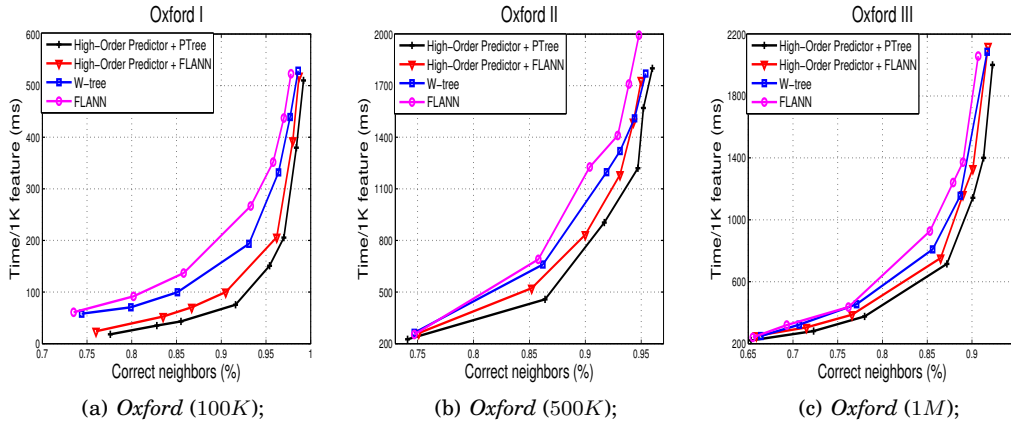 Oxford I
Time/1K feature (ms)
600
500
400
300
200
100
0
High-Order Predictor + PTree
High-Order Predictor + FLANN
W-tree
FLANN
0.7 0.75 0.8 0.85 0.9 0.95 1
Correct neighbors (%)
(a) Oxford (100K);
Oxford II
Time/1K feature (ms)
2000
1700
1400
1100
800
500
200
High-Order Predictor + PTree
High-Order Predictor + FLANN
W-tree
FLANN
0.75 0.8 0.85 0.9 0.95
Correct neighbors (%)
(b) Oxford (500K);
Oxford III
Time/1K feature (ms)
2200
1800
1400
1000
600
200
High-Order Predictor + PTree
High-Order Predictor + FLANN
W-tree
FLANN
0.65 0.7 0.75 0.8 0.85 0.9
Correct neighbors (%)
(c) Oxford (1M);